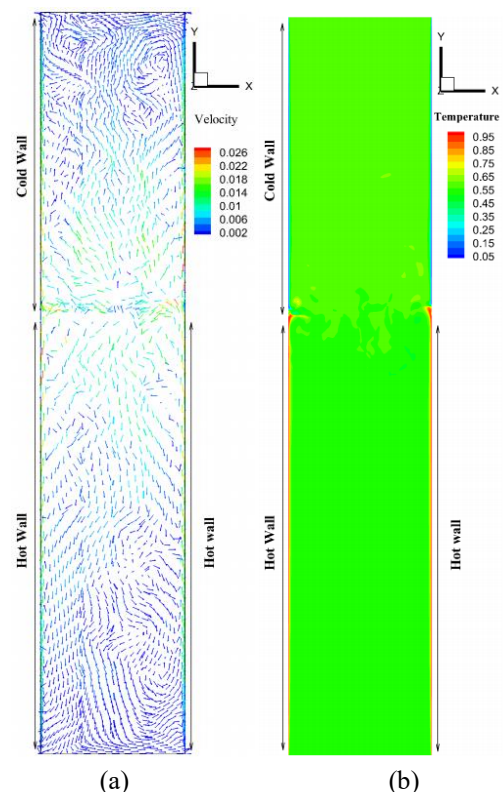 Y
X
Z
Velocity
0.026
0.022
0.018
0.014
0.01
0.006
0.002
Cold Wall
Hot Wall
Hot wall
(a)
Y
X
Z
Temperature
0.95
0.85
0.75
0.65
0.55
0.45
0.35
0.25
0.15
0.05
Cold Wall
Hot Wall
Hot wall
(b)